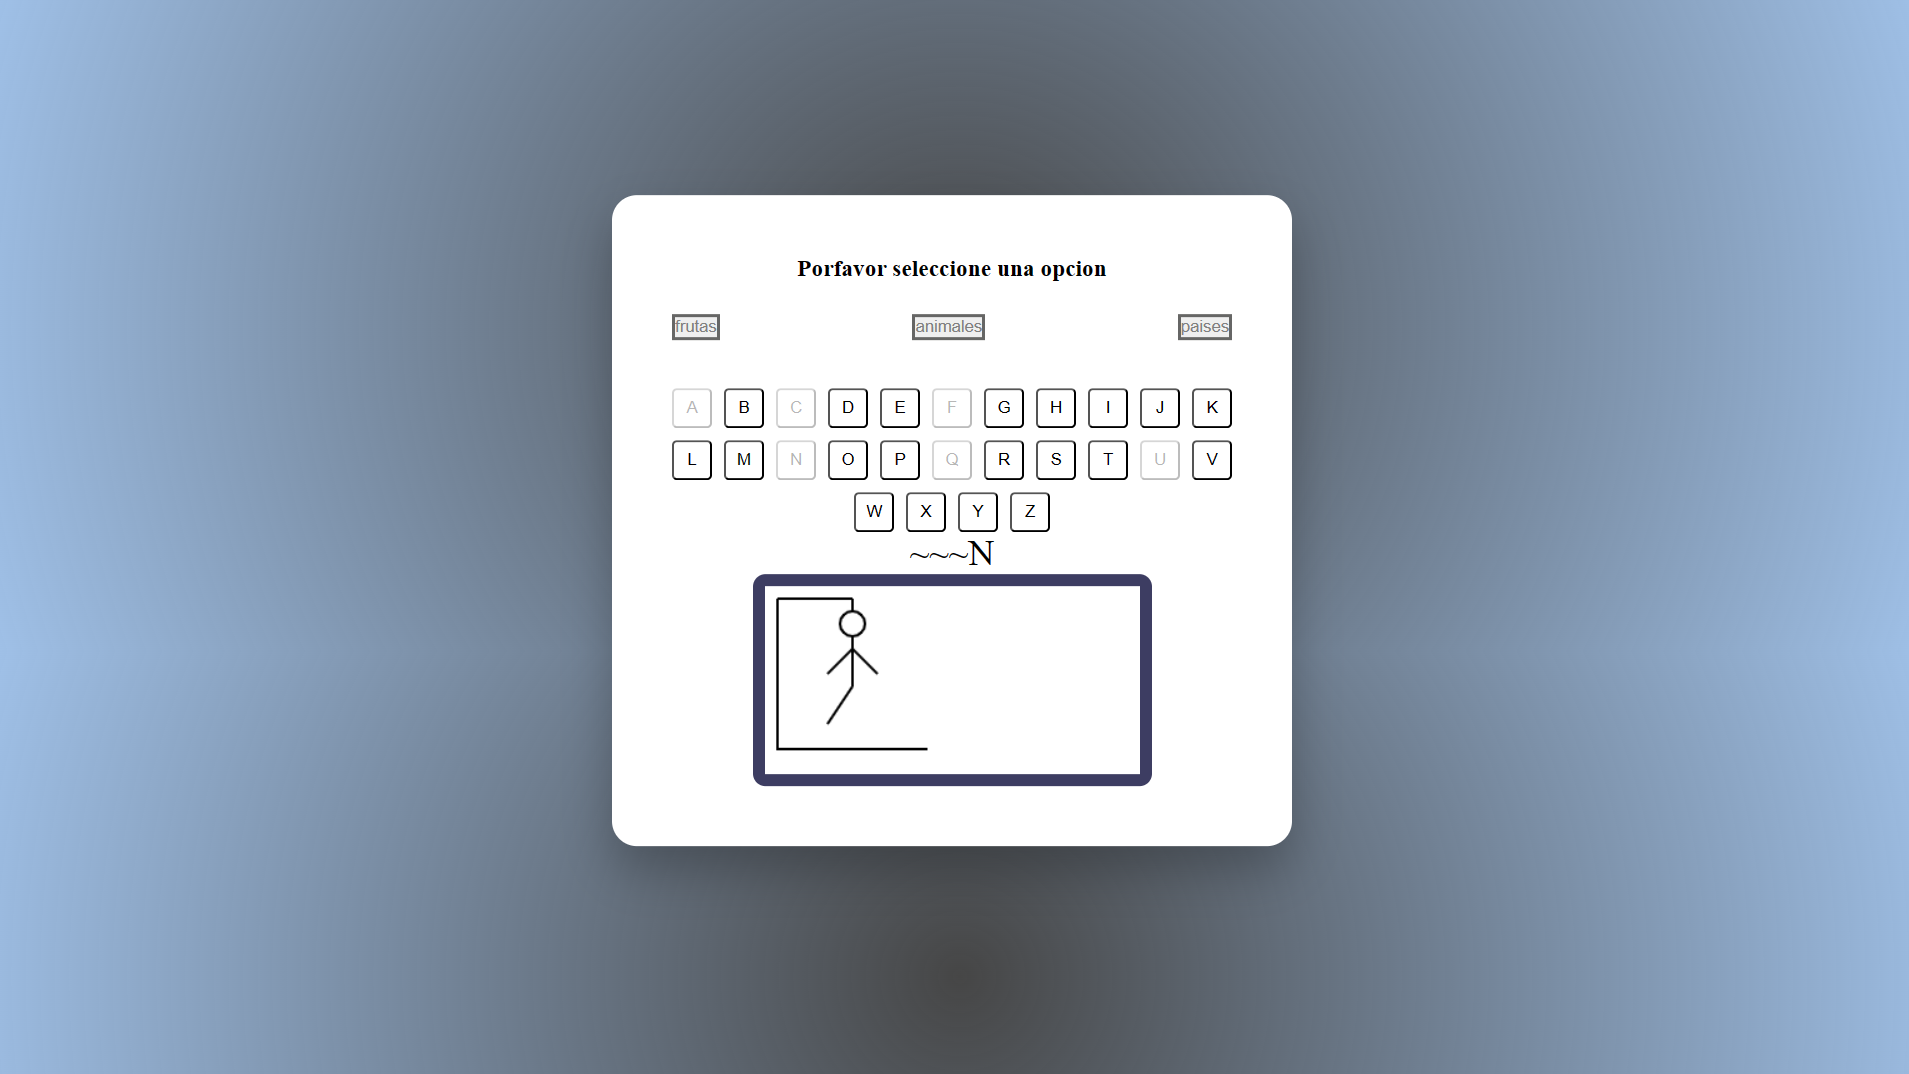 Porfavor seleccione una opcion
frutas animales paises
A B C D E F G H I J K
L M N O P Q R S T U V
W X Y Z
~~~N